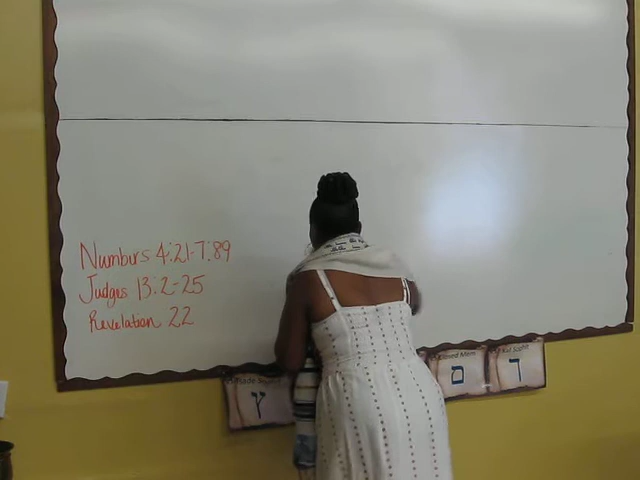 Numbers 4:21-7:89
Judges 13:2-25
Revelation 22
ץ
ם
ך